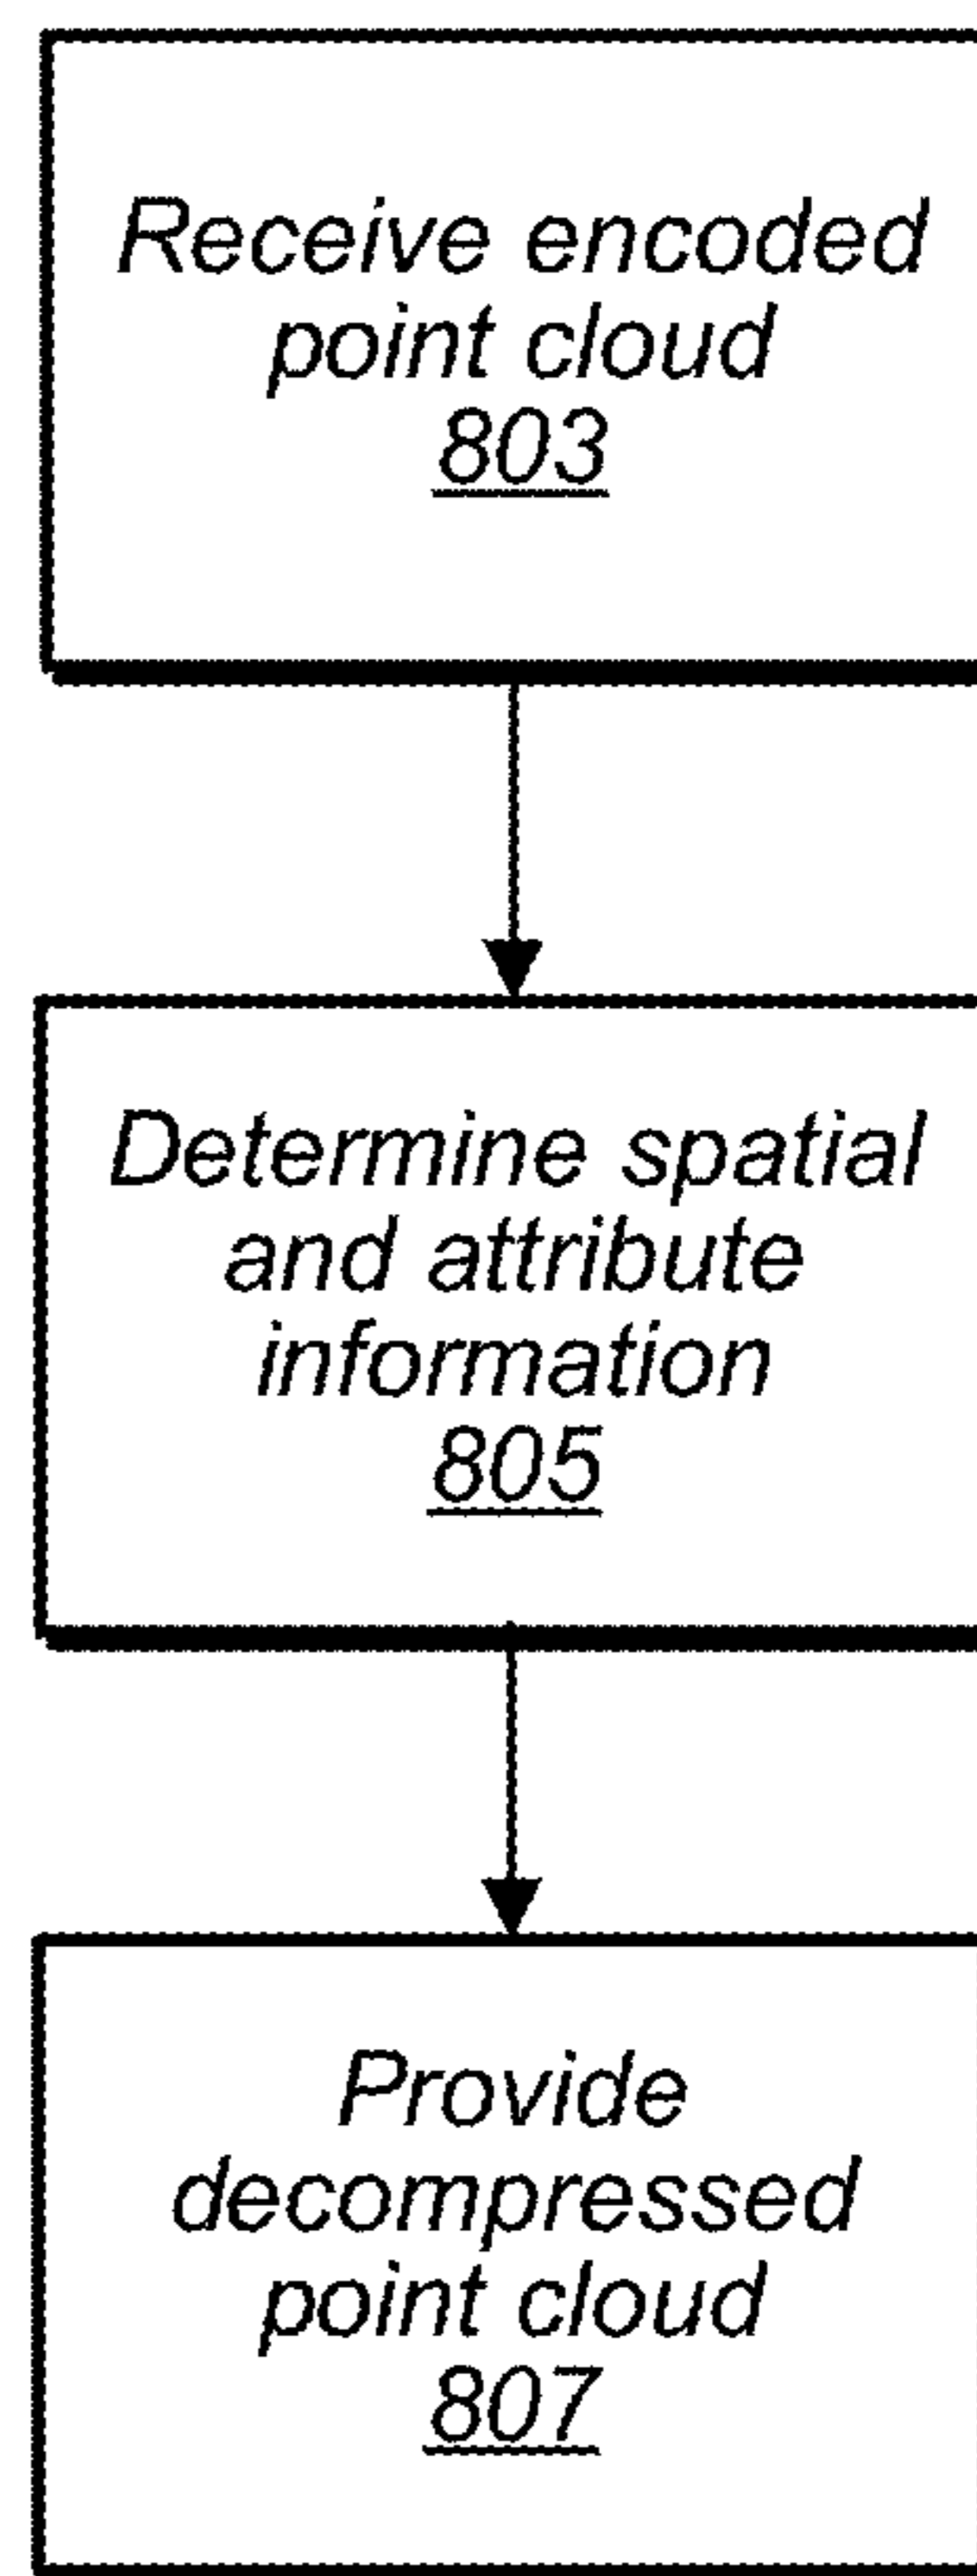 Receive encoded
point cloud
803
Determine spatial
and attribute
information
805
Provide
decompressed
point cloud
807